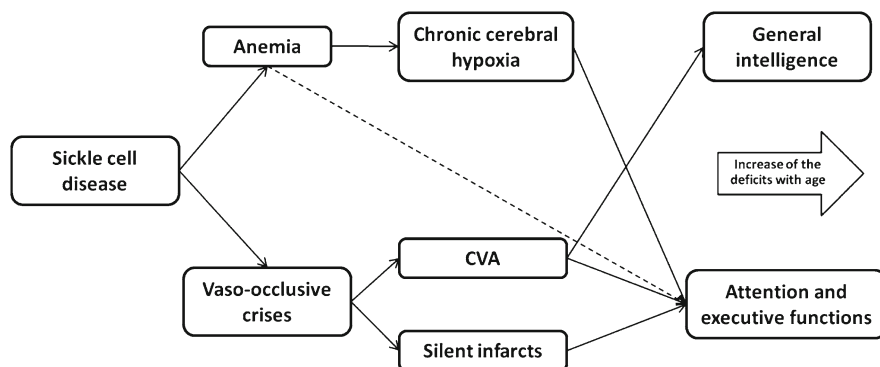 Anemia
Chronic cerebral
hypoxia
General
intelligence
Sickle cell
disease
Increase of the
deficits with age
Vaso-occlusive
crises
CVA
Silent infarcts
Attention and
executive functions